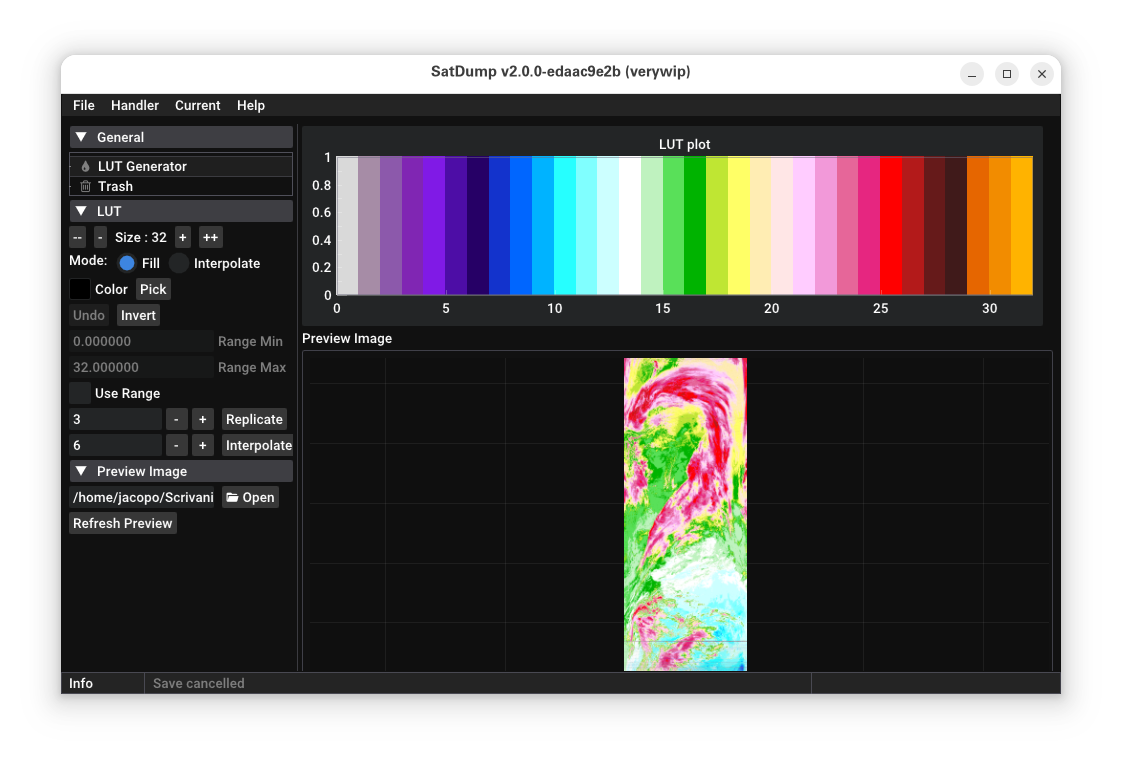 SatDump v2.0.0-edaac9e2b (verywip)
File Handler Current Help
General
LUT Generator
Trash
LUT
-- - Size : 32 + ++
Mode: Fill Interpolate
Color Pick
Undo Invert
0.000000 Range Min
32.000000 Range Max
Use Range
3 - + Replicate
6 - + Interpolate
Preview Image
/home/jacopo/Scrivani Open
Refresh Preview
LUT plot
1
0.8
0.6
0.4
0.2
0
0 5 10 15 20 25 30
Preview Image
Info Save cancelled